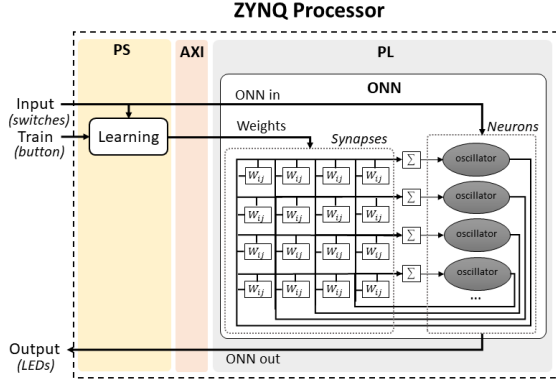 ZYNQ Processor
PS
AXI
PL
ONN
Input
(switches)
ONN in
Train
(button)
Learning
Weights
Synapses
Neurons
W_ij W_ij W_ij W_ij Σ oscillator
W_ij W_ij W_ij W_ij Σ oscillator
W_ij W_ij W_ij W_ij Σ oscillator
W_ij W_ij W_ij W_ij Σ oscillator
...
Output
(LEDs)
ONN out